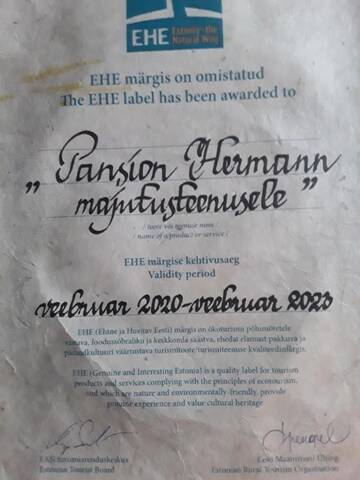 EHE
Estonia - the
Natural Way
EHE märgis on omistatud
The EHE label has been awarded to
"Pansion Hermann
majutusteenusele"
/ toote või teenuse nimi
/ name of a product or service /
EHE märgise kehtivusaeg
Validity period
veebruar 2020-veebruar 2023
EHE (Ehtne ja Huvitav Eesti) märgis on ökoturismi põhimõtetele
vastava, loodussõbraliku ja keskkonda säästva, ehedat elamust pakkuva ja
pärandkultuuri väärtustava turismitoote/turismiteenuse kvaliteedimärgis.
EHE (Genuine and Interesting Estonia) is a quality label for tourism
products and services complying with the principles of ecotourism,
and which are nature and environmentally-friendly, provide
genuine experience and value cultural heritage.
EAS turismiarenduskeskus
Estonian Tourist Board
Eesti Maaturismi Ühing
Estonian Rural Tourism Organisation